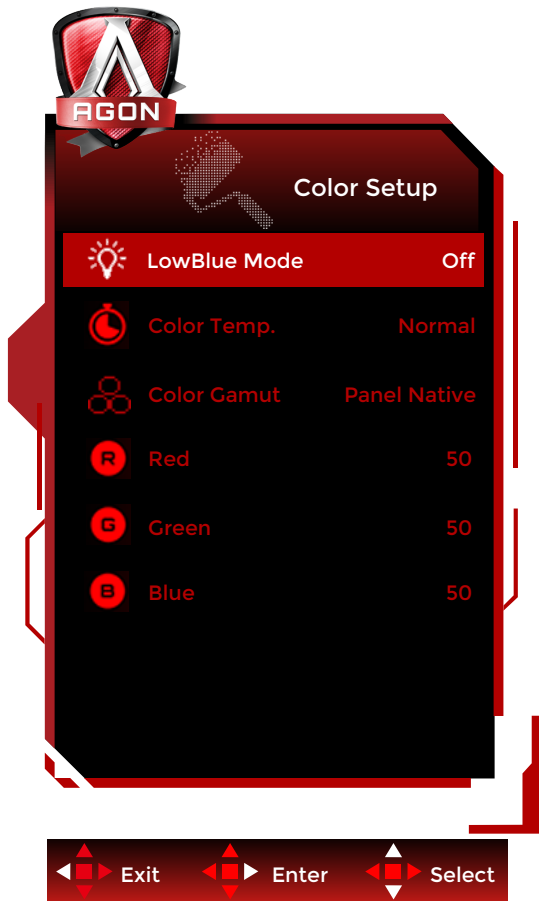 AGON
Color Setup
LowBlue Mode Off
Color Temp. Normal
Color Gamut Panel Native
R Red 50
G Green 50
B Blue 50
Exit Enter Select